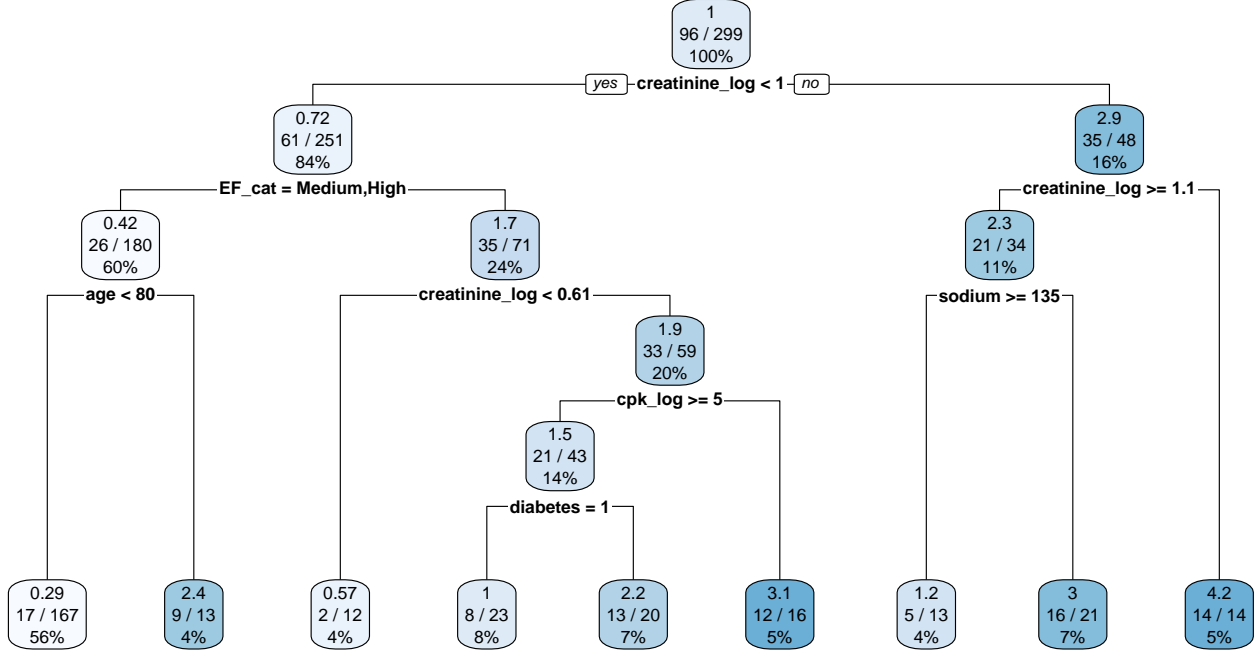 1
96 / 299
100%
yes creatinine_log < 1 no
0.72
61 / 251
84%
2.9
35 / 48
16%
EF_cat = Medium,High
creatinine_log >= 1.1
0.42
26 / 180
60%
1.7
35 / 71
24%
2.3
21 / 34
11%
age < 80
creatinine_log < 0.61
sodium >= 135
1.9
33 / 59
20%
cpk_log >= 5
1.5
21 / 43
14%
diabetes = 1
0.29
17 / 167
56%
2.4
9 / 13
4%
0.57
2 / 12
4%
1
8 / 23
8%
2.2
13 / 20
7%
3.1
12 / 16
5%
1.2
5 / 13
4%
3
16 / 21
7%
4.2
14 / 14
5%